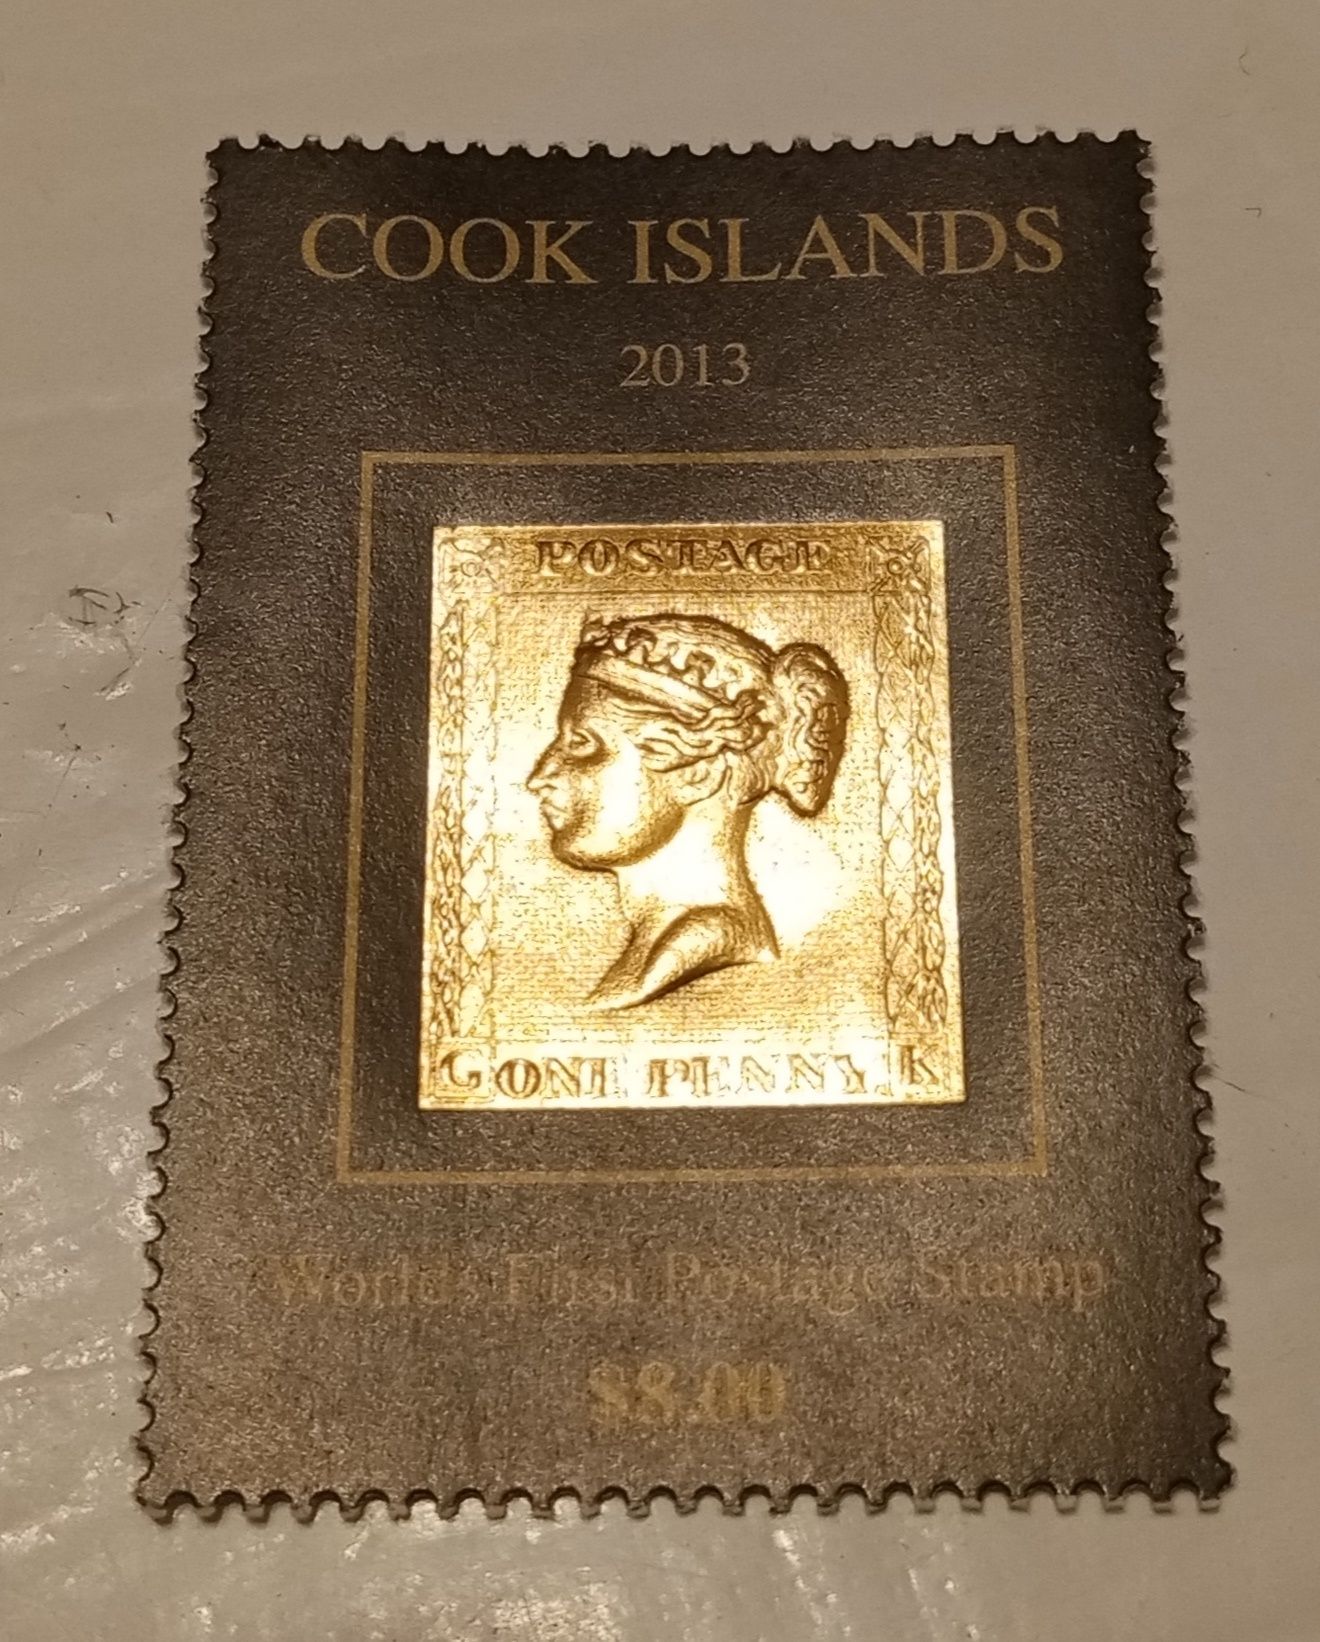 COOK ISLANDS
2013
POSTAGE
G ONE PENNY K
World's First Postage Stamp
$8.00